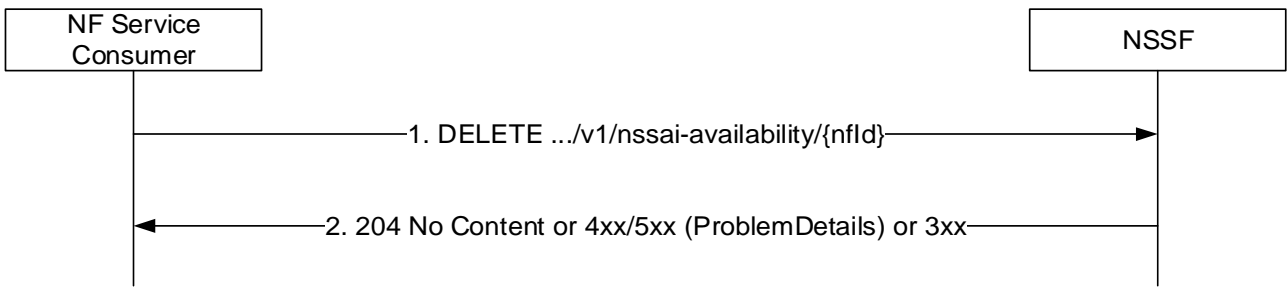 NF Service
Consumer
NSSF
1. DELETE .../v1/nssai-availability/{nfId}
2. 204 No Content or 4xx/5xx (ProblemDetails) or 3xx